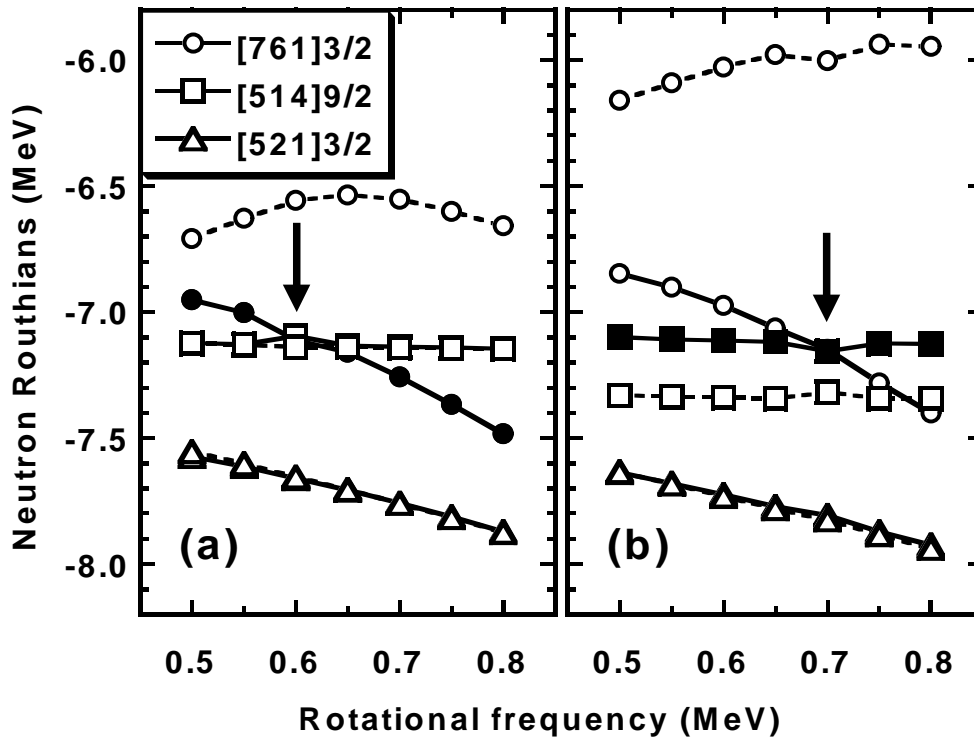 [761]3/2
[514]9/2
[521]3/2
Neutron Routhians (MeV)
-6.0
-6.5
-7.0
-7.5
-8.0
(a)
(b)
0.5 0.6 0.7 0.8
0.5 0.6 0.7 0.8
Rotational frequency (MeV)